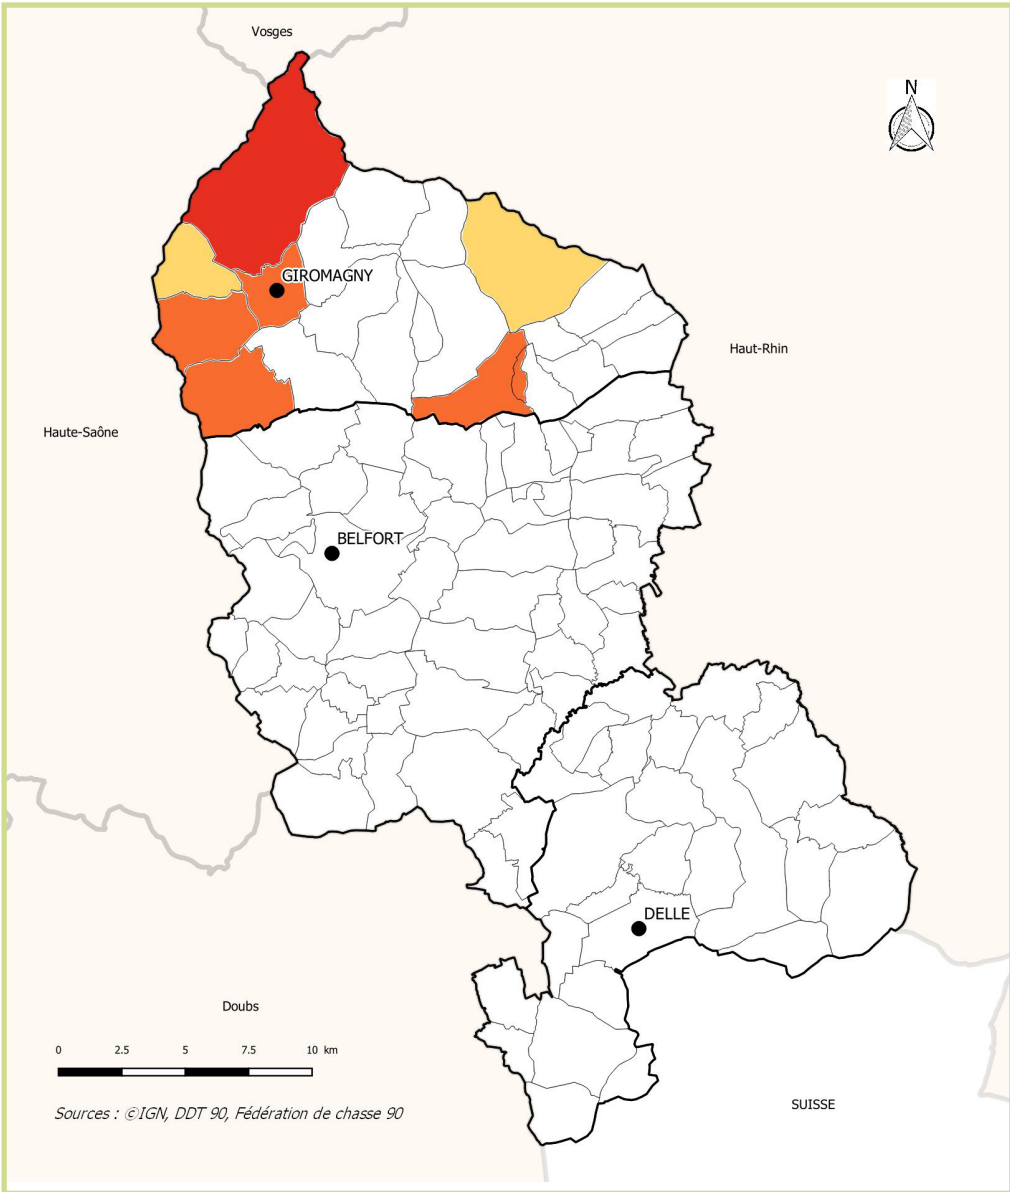 Vosges
N
GIROMAGNY
Haut-Rhin
Haute-Saône
BELFORT
DELLE
Doubs
0 2.5 5 7.5 10 km
SUISSE
Sources : ©IGN, DDT 90, Fédération de chasse 90